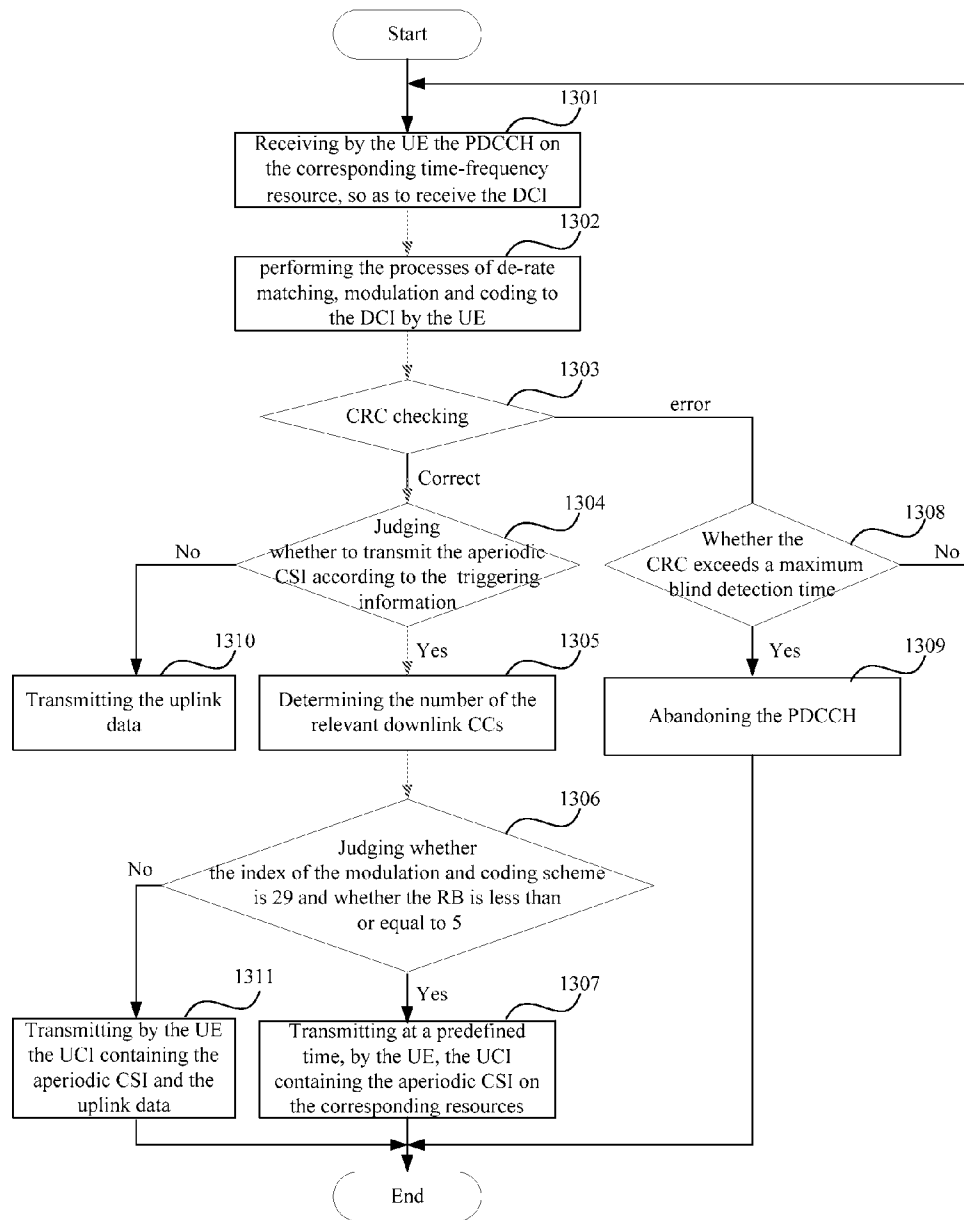 Start
1301
Receiving by the UE the PDCCH on
the corresponding time-frequency
resource, so as to receive the DCI
1302
performing the processes of de-rate
matching, modulation and coding to
the DCI by the UE
1303
CRC checking
error
Correct
1304
Judging
whether to transmit the aperiodic
CSI according to the triggering
information
No
1308
Whether the
CRC exceeds a maximum
blind detection time
No
1310
Transmitting the uplink
data
Yes
1305
Determining the number of the
relevant downlink CCs
Yes
1309
Abandoning the PDCCH
1306
Judging whether
the index of the modulation and coding scheme
is 29 and whether the RB is less than
or equal to 5
No
1311
Transmitting by the UE
the UCI containing the
aperiodic CSI and the
uplink data
Yes
1307
Transmitting at a predefined
time, by the UE, the UCI
containing the aperiodic CSI on
the corresponding resources
End